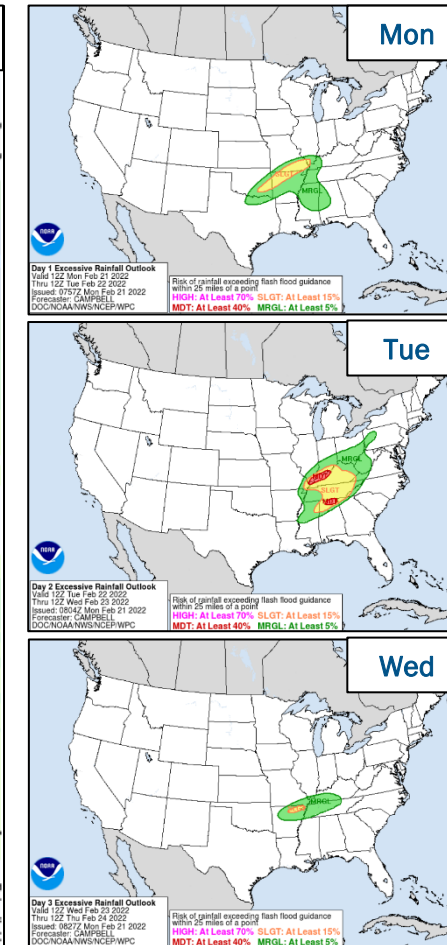 Mon
SLGT
MRGL
NOAA
Day 1 Excessive Rainfall Outlook
Valid 12Z Mon Feb 21 2022
Thru 12Z Tue Feb 22 2022
Issued: 0757Z Mon Feb 21 2022
Forecaster: CAMPBELL
DOC/NOAA/NWS/NCEP/WPC
Risk of rainfall exceeding flash flood guidance
within 25 miles of a point
HIGH: At Least 70% SLGT: At Least 15%
MDT: At Least 40% MRGL: At Least 5%
Tue
MRGL
MDT
SLGT
NOAA
Day 2 Excessive Rainfall Outlook
Valid 12Z Tue Feb 22 2022
Thru 12Z Wed Feb 23 2022
Issued: 0804Z Mon Feb 21 2022
Forecaster: CAMPBELL
DOC/NOAA/NWS/NCEP/WPC
Risk of rainfall exceeding flash flood guidance
within 25 miles of a point
HIGH: At Least 70% SLGT: At Least 15%
MDT: At Least 40% MRGL: At Least 5%
Wed
MRGL
SLGT
NOAA
Day 3 Excessive Rainfall Outlook
Valid 12Z Wed Feb 23 2022
Thru 12Z Thu Feb 24 2022
Issued: 0827Z Mon Feb 21 2022
Forecaster: CAMPBELL
DOC/NOAA/NWS/NCEP/WPC
Risk of rainfall exceeding flash flood guidance
within 25 miles of a point
HIGH: At Least 70% SLGT: At Least 15%
MDT: At Least 40% MRGL: At Least 5%